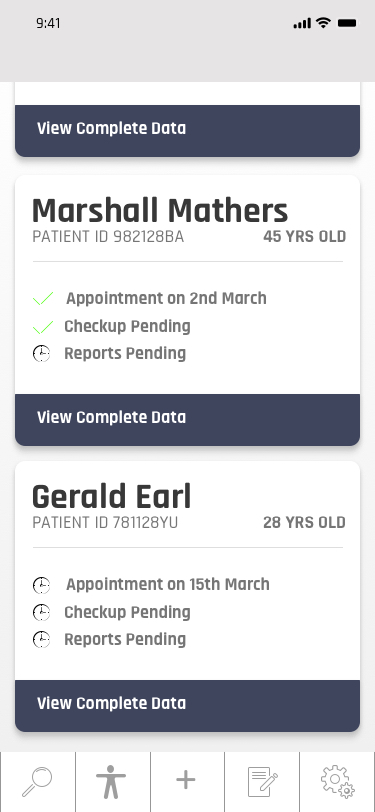 9:41
View Complete Data
Marshall Mathers
PATIENT ID 982128BA 45 YRS OLD
Appointment on 2nd March
Checkup Pending
Reports Pending
View Complete Data
Gerald Earl
PATIENT ID 781128YU 28 YRS OLD
Appointment on 15th March
Checkup Pending
Reports Pending
View Complete Data